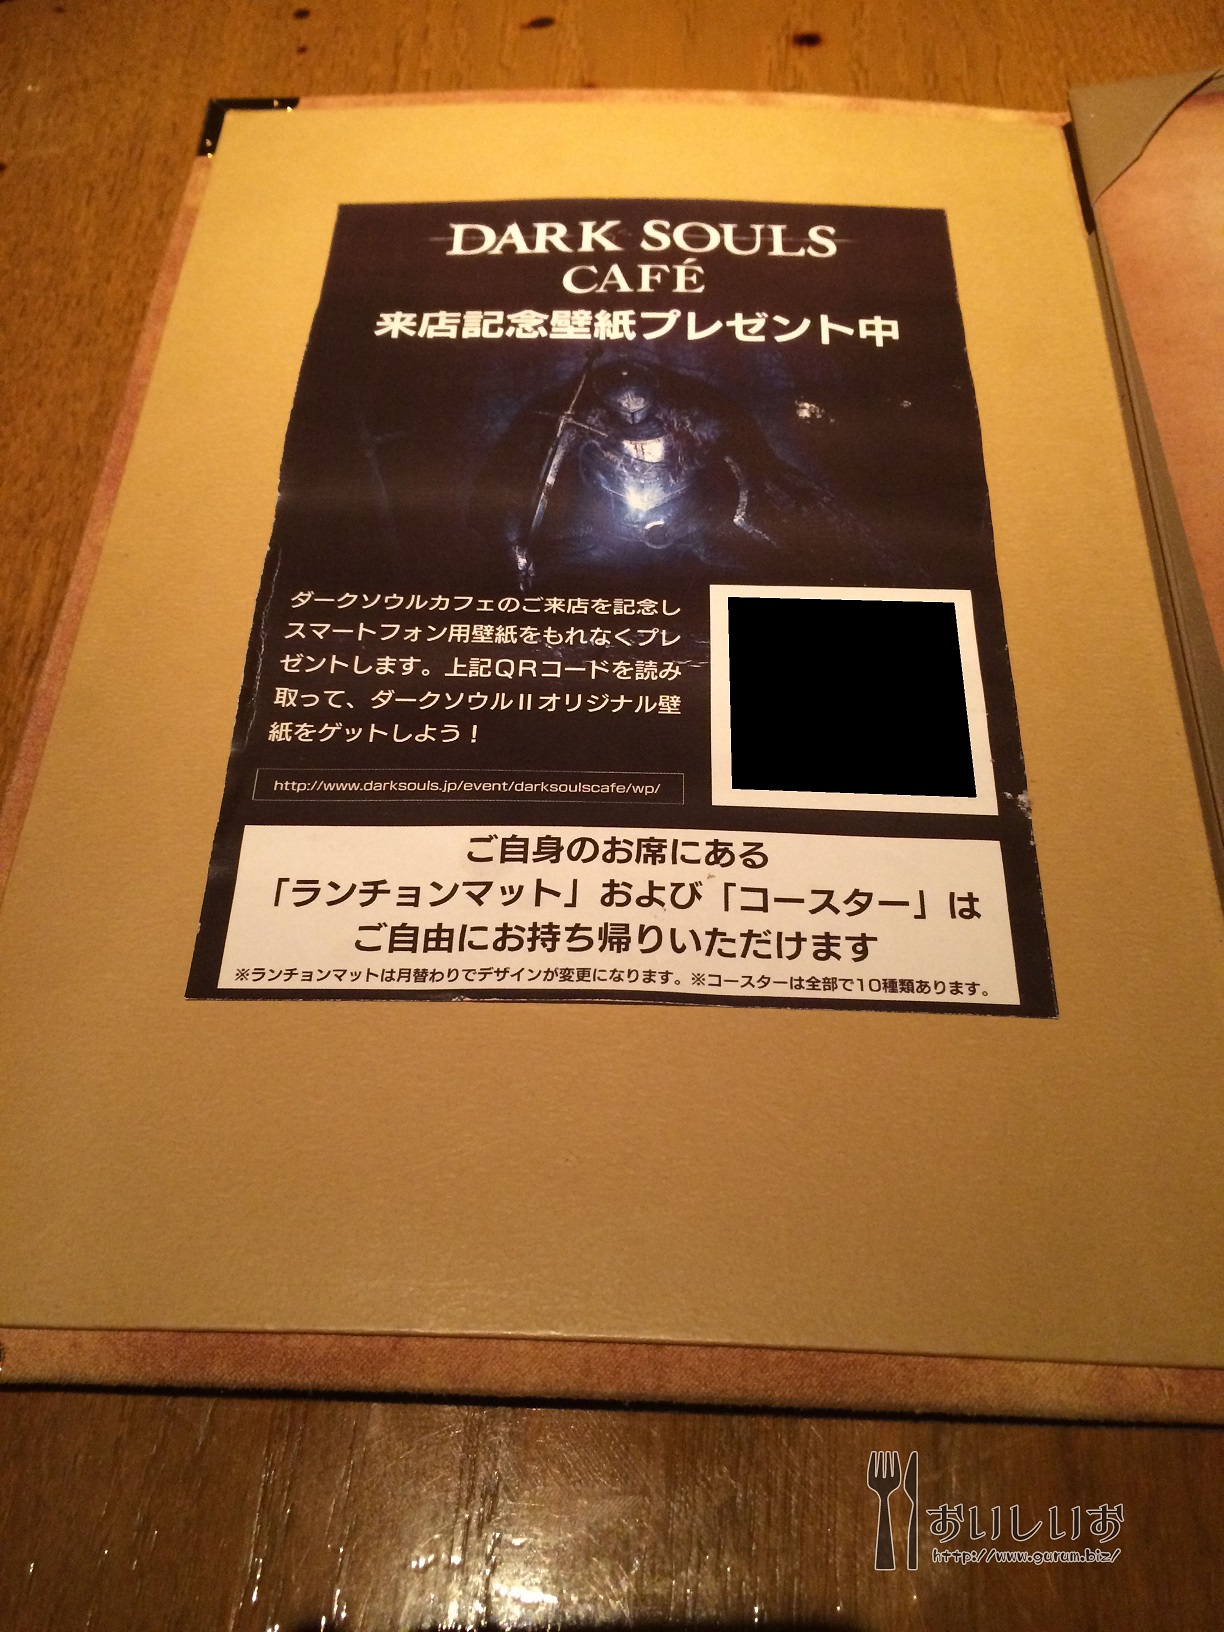 DARK SOULS
CAFÉ
来店記念壁紙プレゼント中
ダークソウルカフェのご来店を記念し
スマートフォン用壁紙をもれなくプレ
ゼントします。上記QRコードを読み
取って、ダークソウルⅡオリジナル壁
紙をゲットしよう！
http://www.darksouls.jp/event/darksoulscafe/wp/
ご自身のお席にある
「ランチョンマット」および「コースター」は
ご自由にお持ち帰りいただけます
※ランチョンマットは月替わりでデザインが変更になります。※コースターは全部で10種類あります。
おいしいお
http://www.gurum.biz/